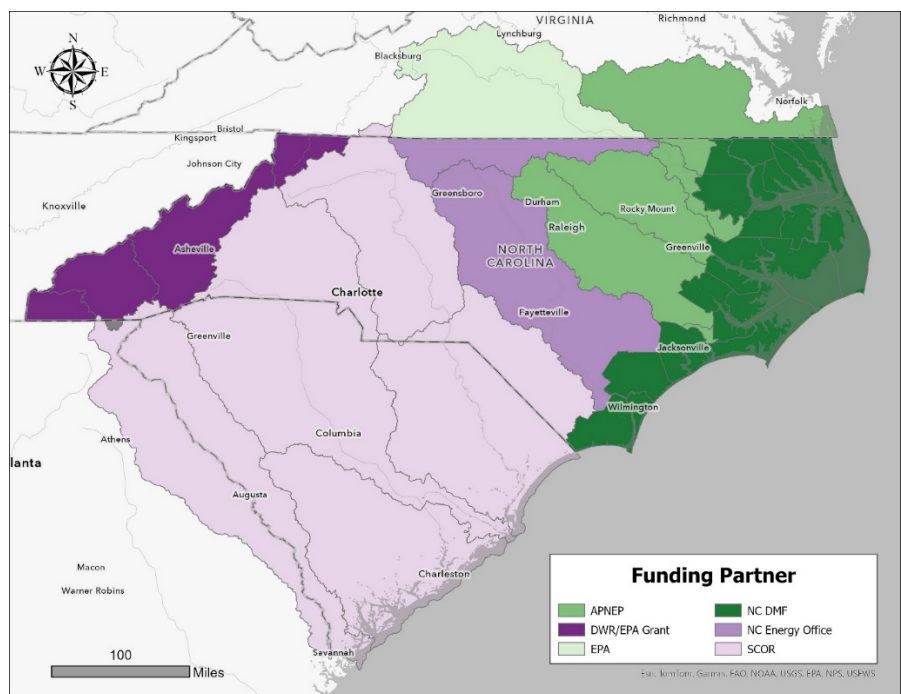 VIRGINIA
Richmond
Lynchburg
Blacksburg
Norfolk
N
W E
S
Bristol
Kingsport
Johnson City
Knoxville
Greensboro
Durham
Rocky Mount
Raleigh
Greenville
Asheville
NORTH
CAROLINA
Charlotte
Fayetteville
Greenville
Jacksonville
Wilmington
Columbia
Athens
lanta
Augusta
Macon
Warner Robins
Charleston
Savannah
Funding Partner
APNEP
NC DMF
DWR/EPA Grant
NC Energy Office
EPA
SCOR
100
Miles
Esri, TomTom, Garmin, FAO, NOAA, USGS, EPA, NPS, USFWS